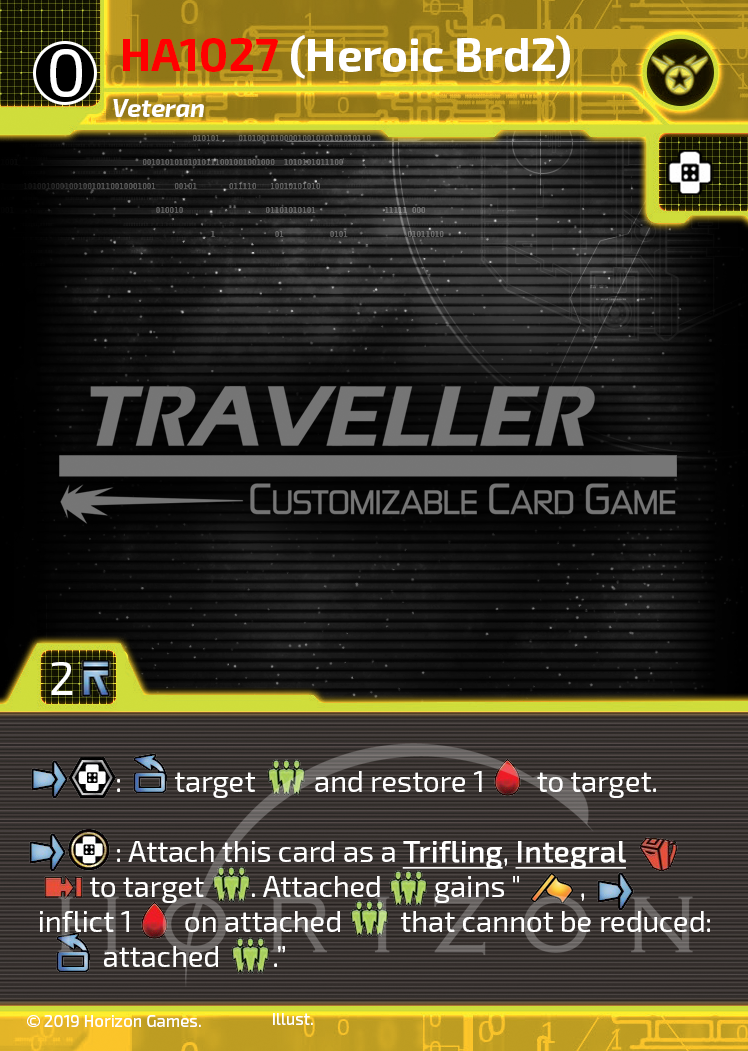 0
HA1027 (Heroic Brd2)
Veteran
TRAVELLER
CUSTOMIZABLE CARD GAME
2
: target and restore 1 to target.
: Attach this card as a Trifling, Integral
to target . Attached gains " ,
inflict 1 on attached that cannot be reduced:
attached ."
HORIZON
© 2019 Horizon Games. Illust.